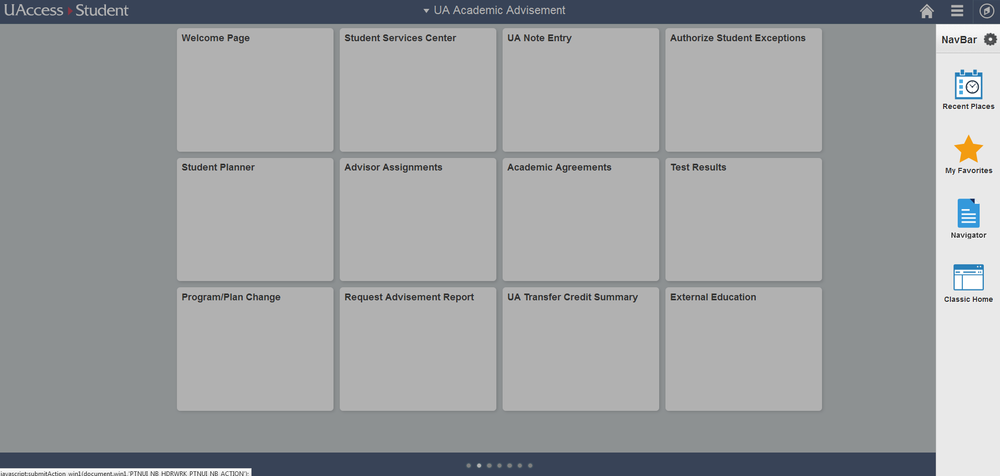 UAccess Student
UA Academic Advisement
Welcome Page
Student Services Center
UA Note Entry
Authorize Student Exceptions
Student Planner
Advisor Assignments
Academic Agreements
Test Results
Program/Plan Change
Request Advisement Report
UA Transfer Credit Summary
External Education
NavBar
Recent Places
My Favorites
Navigator
Classic Home
javascript:submitAction_win1(document.win1,'PTNUI_NB_HDRWRK_PTNUI_NB_ACTION');